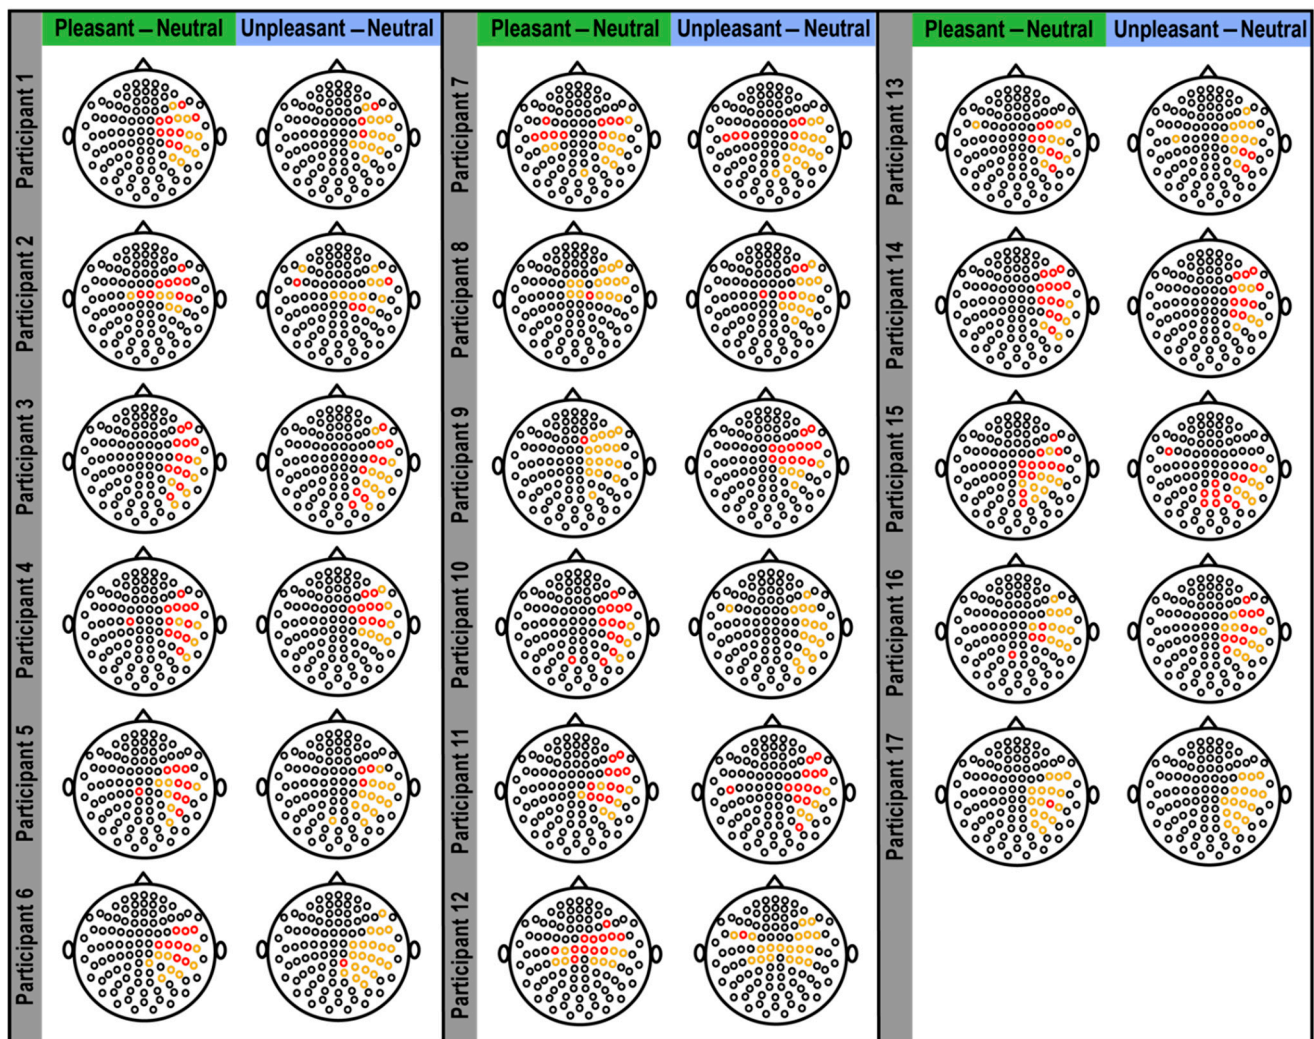 Pleasant – Neutral
Unpleasant – Neutral
Participant 1
Participant 2
Participant 3
Participant 4
Participant 5
Participant 6
Pleasant – Neutral
Unpleasant – Neutral
Participant 7
Participant 8
Participant 9
Participant 10
Participant 11
Participant 12
Pleasant – Neutral
Unpleasant – Neutral
Participant 13
Participant 14
Participant 15
Participant 16
Participant 17